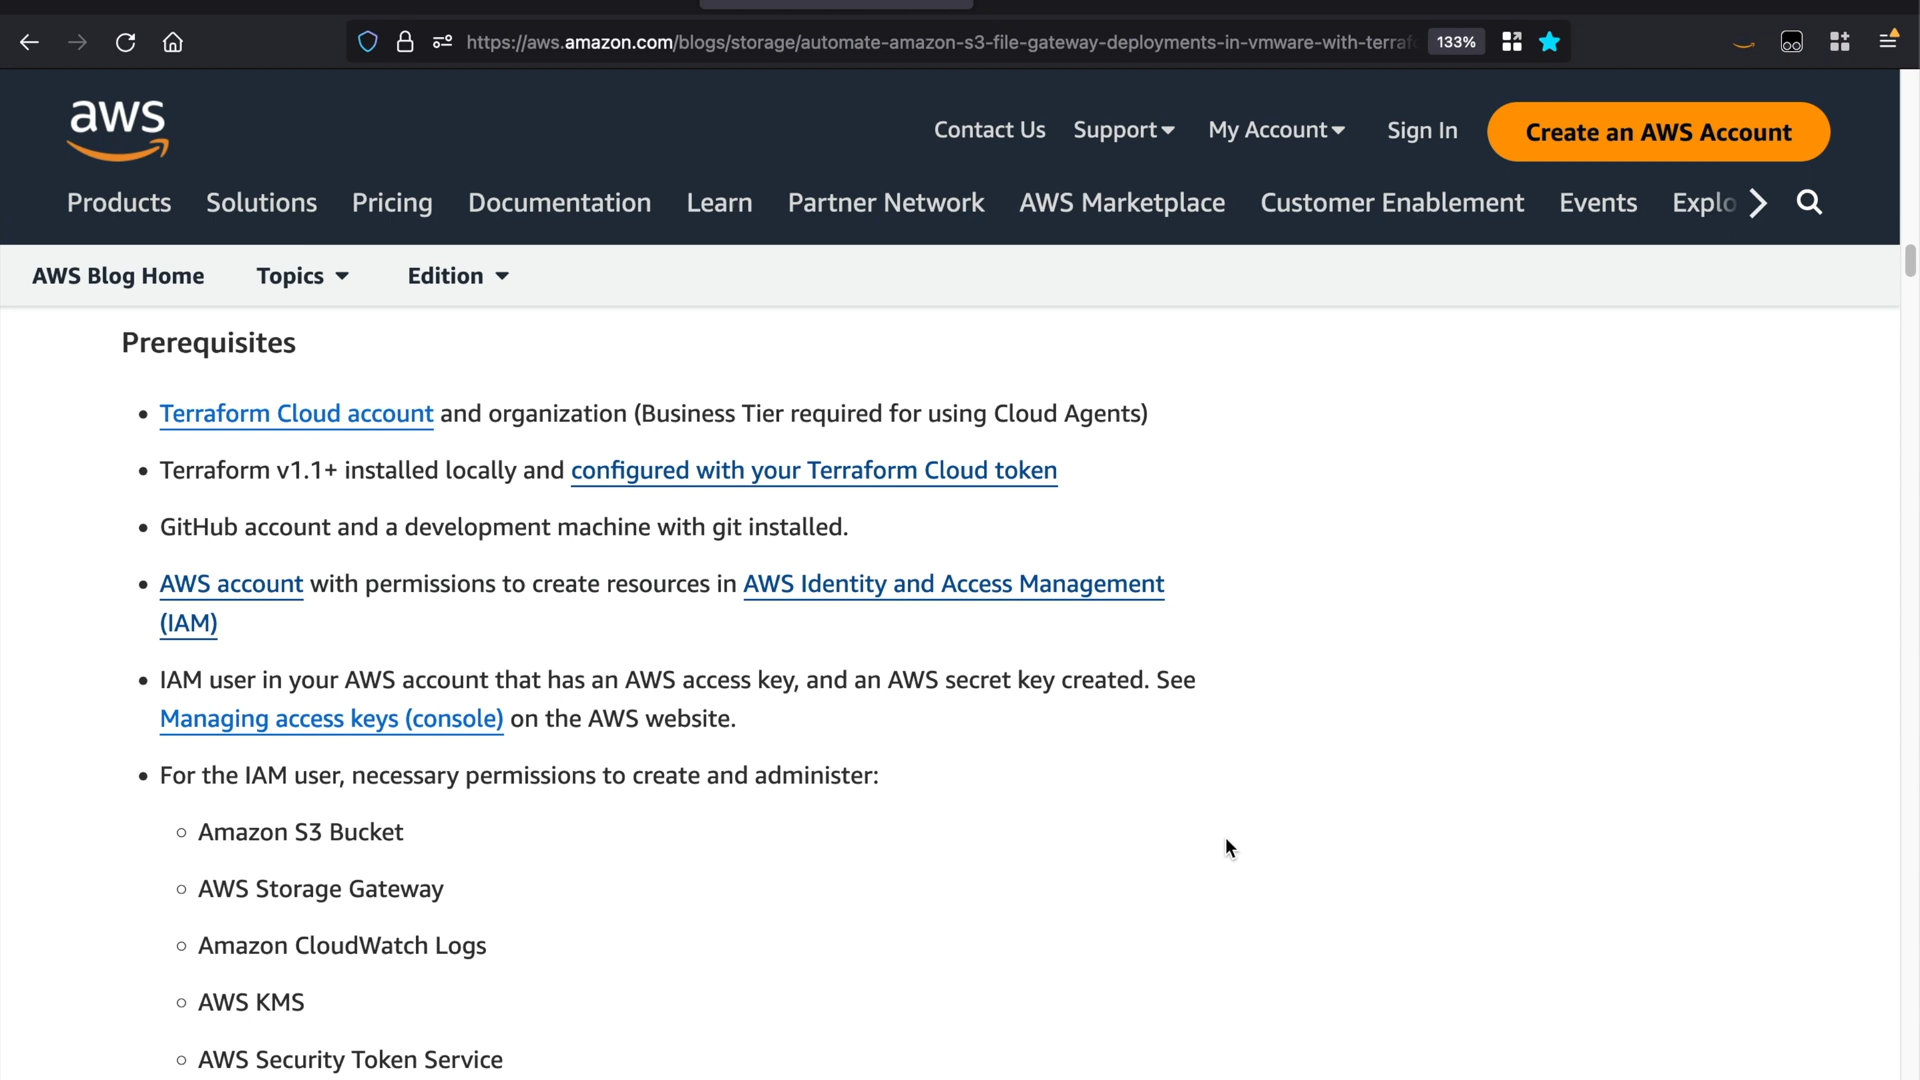 https://aws.amazon.com/blogs/storage/automate-amazon-s3-file-gateway-deployments-in-vmware-with-terraf
133%
aws
Contact Us Support My Account Sign In Create an AWS Account
Products Solutions Pricing Documentation Learn Partner Network AWS Marketplace Customer Enablement Events Explo
AWS Blog Home Topics Edition
Prerequisites
• Terraform Cloud account and organization (Business Tier required for using Cloud Agents)
• Terraform v1.1+ installed locally and configured with your Terraform Cloud token
• GitHub account and a development machine with git installed.
• AWS account with permissions to create resources in AWS Identity and Access Management
(IAM)
• IAM user in your AWS account that has an AWS access key, and an AWS secret key created. See
Managing access keys (console) on the AWS website.
• For the IAM user, necessary permissions to create and administer:
○ Amazon S3 Bucket
○ AWS Storage Gateway
○ Amazon CloudWatch Logs
○ AWS KMS
○ AWS Security Token Service